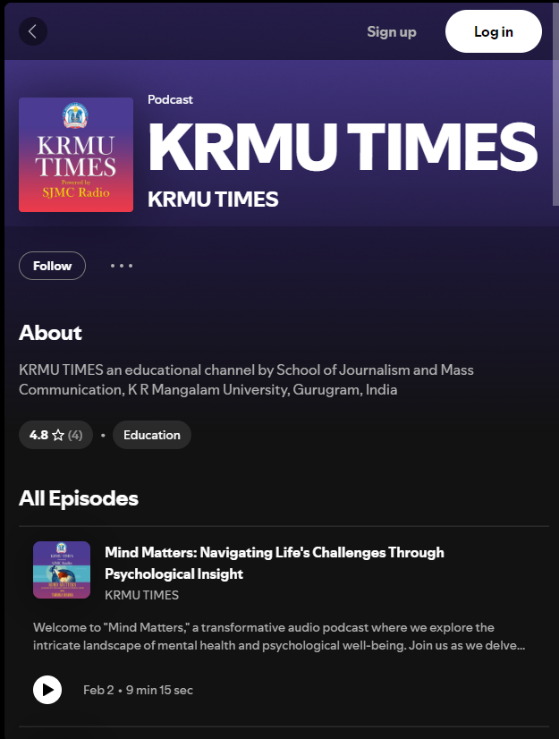 Sign up
Log in
KRMU
TIMES
Powered by
SJMC Radio
Podcast
KRMU TIMES
KRMU TIMES
Follow
About
KRMU TIMES an educational channel by School of Journalism and Mass
Communication, K R Mangalam University, Gurugram, India
4.8 ☆ (4) • Education
All Episodes
Mind Matters: Navigating Life's Challenges Through
Psychological Insight
KRMU TIMES
Welcome to "Mind Matters," a transformative audio podcast where we explore the
intricate landscape of mental health and psychological well-being. Join us as we delve...
Feb 2 • 9 min 15 sec